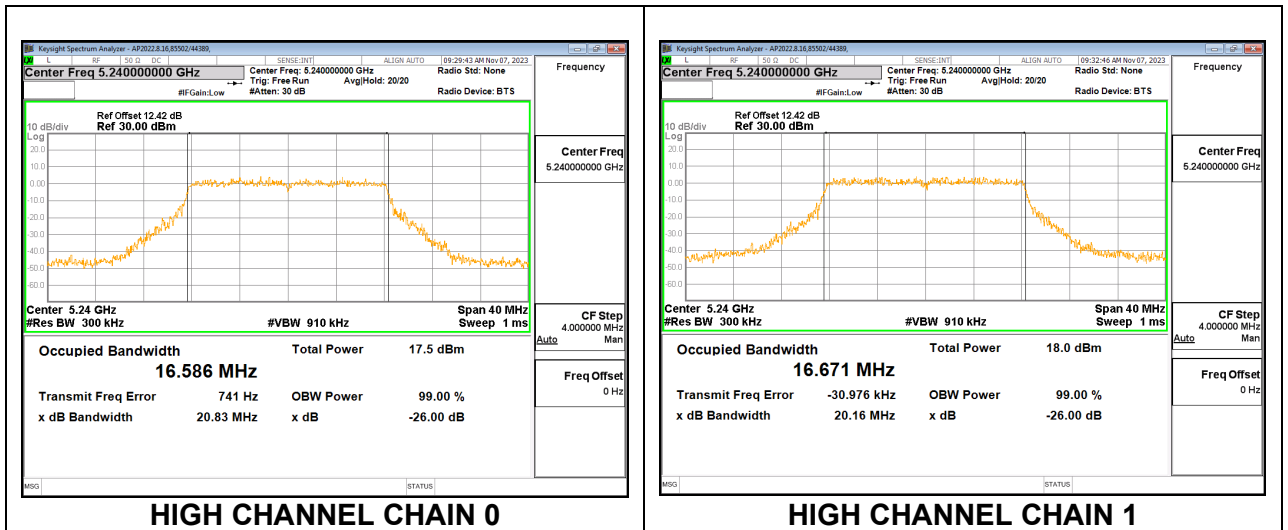 Keysight Spectrum Analyzer - AP2022.8.16,85502/44389,
LXI L RF 50 Ω DC SENSE:INT ALIGN AUTO 09:29:43 AM Nov 07, 2023
Center Freq 5.240000000 GHz
Center Freq: 5.240000000 GHz Radio Std: None
Trig: Free Run Avg|Hold: 20/20
#IFGain:Low #Atten: 30 dB Radio Device: BTS
Ref Offset 12.42 dB
10 dB/div Ref 30.00 dBm
Log
20.0
10.0
0.00
-10.0
-20.0
-30.0
-40.0
-50.0
-60.0
Center 5.24 GHz Span 40 MHz
#Res BW 300 kHz #VBW 910 kHz Sweep 1 ms
Occupied Bandwidth Total Power 17.5 dBm
16.586 MHz
Transmit Freq Error 741 Hz OBW Power 99.00 %
x dB Bandwidth 20.83 MHz x dB -26.00 dB
MSG STATUS
Frequency
Center Freq
5.240000000 GHz
CF Step
4.000000 MHz
Auto Man
Freq Offset
0 Hz
HIGH CHANNEL CHAIN 0
Keysight Spectrum Analyzer - AP2022.8.16,85502/44389,
LXI L RF 50 Ω DC SENSE:INT ALIGN AUTO 09:32:46 AM Nov 07, 2023
Center Freq 5.240000000 GHz
Center Freq: 5.240000000 GHz Radio Std: None
Trig: Free Run Avg|Hold: 20/20
#IFGain:Low #Atten: 30 dB Radio Device: BTS
Ref Offset 12.42 dB
10 dB/div Ref 30.00 dBm
Log
20.0
10.0
0.00
-10.0
-20.0
-30.0
-40.0
-50.0
-60.0
Center 5.24 GHz Span 40 MHz
#Res BW 300 kHz #VBW 910 kHz Sweep 1 ms
Occupied Bandwidth Total Power 18.0 dBm
16.671 MHz
Transmit Freq Error -30.976 kHz OBW Power 99.00 %
x dB Bandwidth 20.16 MHz x dB -26.00 dB
MSG STATUS
Frequency
Center Freq
5.240000000 GHz
CF Step
4.000000 MHz
Auto Man
Freq Offset
0 Hz
HIGH CHANNEL CHAIN 1